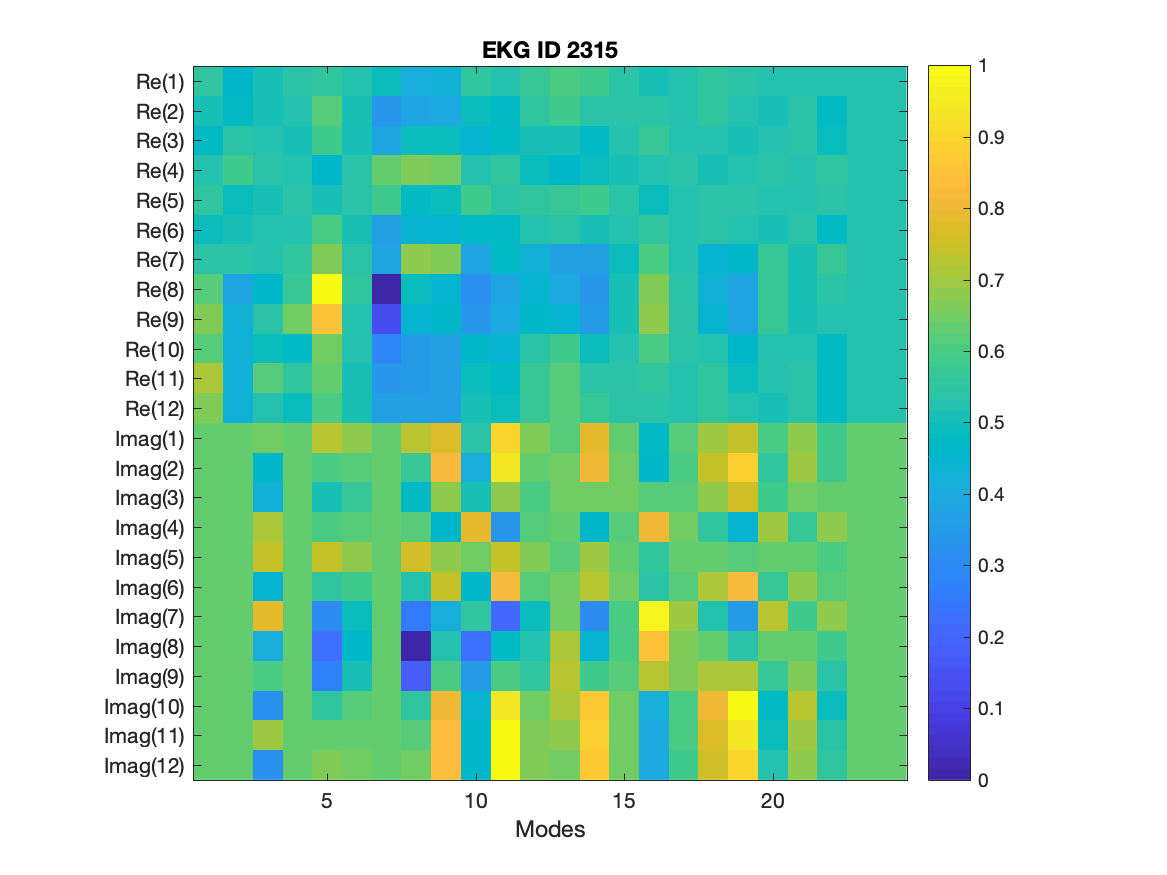 EKG ID 2315
Re(1)
Re(2)
Re(3)
Re(4)
Re(5)
Re(6)
Re(7)
Re(8)
Re(9)
Re(10)
Re(11)
Re(12)
Imag(1)
Imag(2)
Imag(3)
Imag(4)
Imag(5)
Imag(6)
Imag(7)
Imag(8)
Imag(9)
Imag(10)
Imag(11)
Imag(12)
5 10 15 20
Modes
1
0.9
0.8
0.7
0.6
0.5
0.4
0.3
0.2
0.1
0